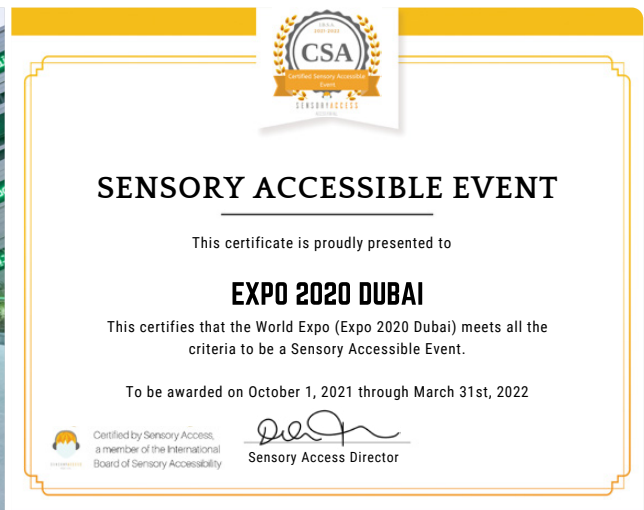 CSA
Certified Sensory Accessible
Event
SENSORYACCESS
SENSORY ACCESSIBLE EVENT
This certificate is proudly presented to
EXPO 2020 DUBAI
This certifies that the World Expo (Expo 2020 Dubai) meets all the
criteria to be a Sensory Accessible Event.
To be awarded on October 1, 2021 through March 31st, 2022
Certified by Sensory Access,
a member of the International
Board of Sensory Accessibility
Sensory Access Director